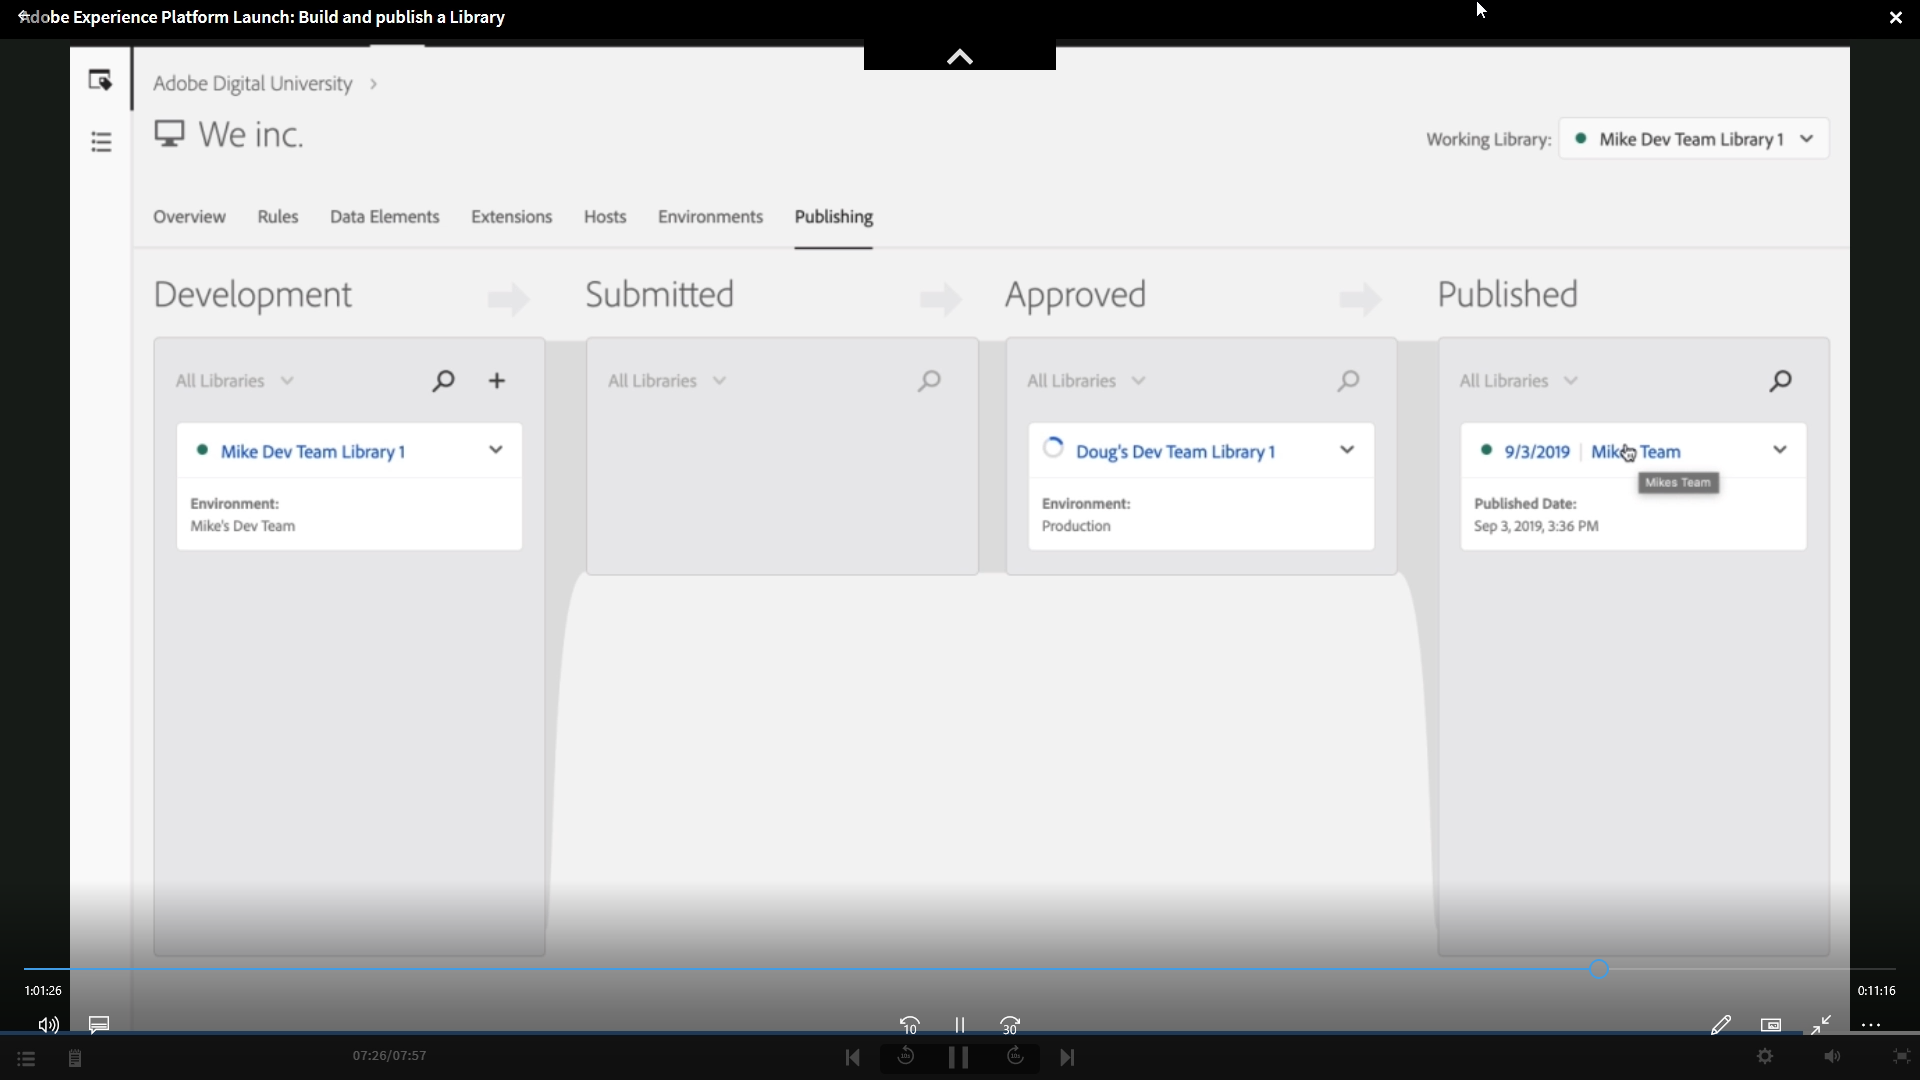 Adobe Experience Platform Launch: Build and publish a Library
Adobe Digital University
We inc.
Working Library: Mike Dev Team Library 1
Overview Rules Data Elements Extensions Hosts Environments Publishing
Development Submitted Approved Published
All Libraries All Libraries All Libraries All Libraries
Mike Dev Team Library 1 Doug's Dev Team Library 1 9/3/2019 Team
Mikes Team
Environment: Environment: Published Date:
Mike's Dev Team Production Sep 3, 2019, 3:36 PM
1:01:26 0:11:16
10 30
07:26/07:57